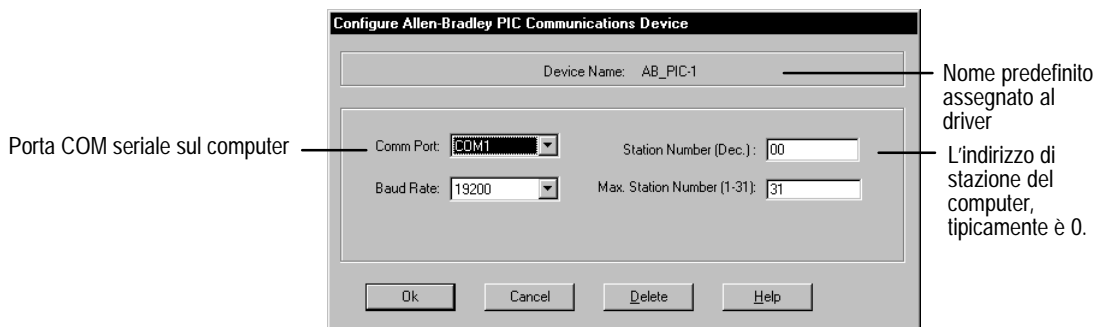 Configure Allen-Bradley PIC Communications Device
Device Name: AB_PIC-1
Nome predefinito
assegnato al
driver
Porta COM seriale sul computer
Comm Port: COM1
Station Number (Dec.) : 00
Baud Rate: 19200
Max. Station Number (1-31): 31
L'indirizzo di
stazione del
computer,
tipicamente è 0.
Ok
Cancel
Delete
Help